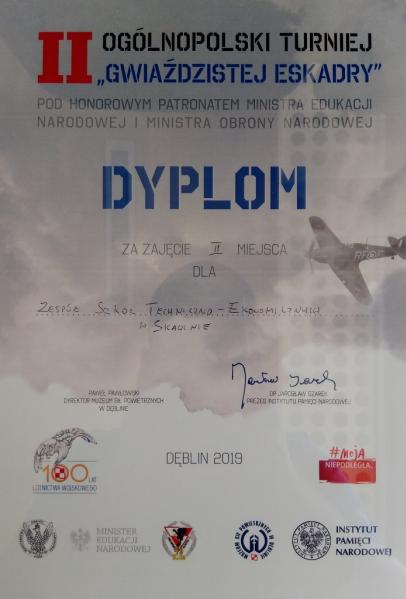 II OGÓLNOPOLSKI TURNIEJ
„GWIAŹDZISTEJ ESKADRY"
POD HONOROWYM PATRONATEM MINISTRA EDUKACJI
NARODOWEJ I MINISTRA OBRONY NARODOWEJ
DYPLOM
ZA ZAJĘCIE II MIEJSCA
DLA
Zespół Szkół Techniczno-Ekonomicznych
w Skawinie
PAWEŁ PAWŁOWSKI
DYREKTOR MUZEUM SIŁ POWIETRZNYCH
W DĘBLINIE
DR JAROSŁAW SZAREK
PREZES INSTYTUTU PAMIĘCI NARODOWEJ
100 LAT
LOTNICTWA WOJSKOWEGO
DĘBLIN 2019
#MOJA
NIEPODLEGŁA
MINISTER
EDUKACJI
NARODOWEJ
INSTYTUT
PAMIĘCI
NARODOWEJ